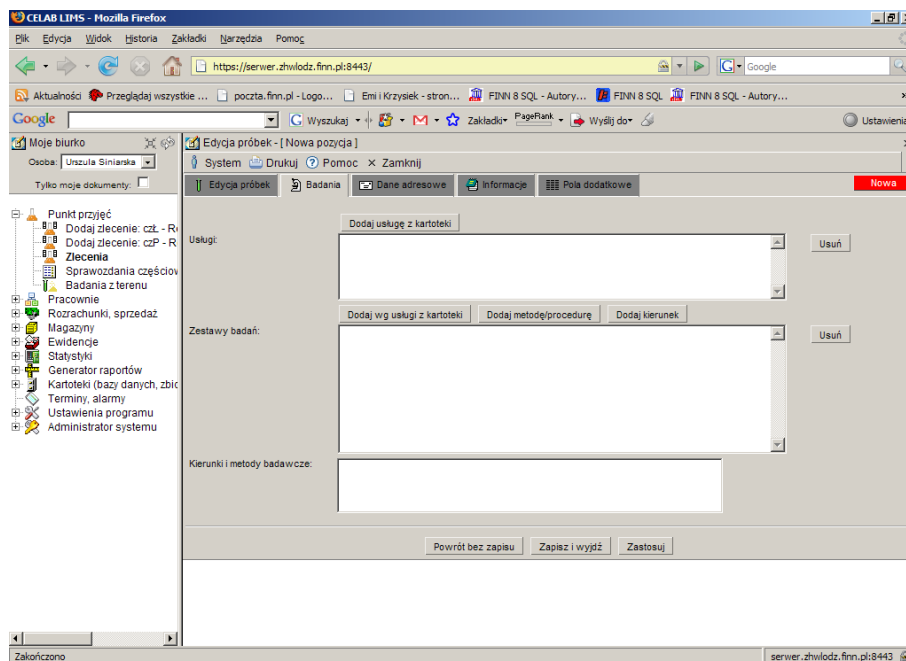 CELAB LIMS - Mozilla Firefox
Plik Edycja Widok Historia Zakładki Narzędzia Pomoc
https://serwer.zhwlodz.finn.pl:8443/ G Google
Aktualności Przeglądaj wszystkie ... poczta.finn.pl - Logo... Emi i Krzysiek - stron... FINN 8 SQL - Autory... FINN 8 SQL FINN 8 SQL - Autory...
Google G Wyszukaj Zakładki PageRank Wyślij do Ustawienia
Moje biurko Edycja próbek - [ Nowa pozycja ]
Osoba: Urszula Siniarska System Drukuj Pomoc Zamknij
Tylko moje dokumenty: Edycja próbek Badania Dane adresowe Informacje Pola dodatkowe Nowa
Punkt przyjęć
Dodaj zlecenie: czŁ - R
Dodaj zlecenie: czP - R
Zlecenia
Sprawozdania częściow
Badania z terenu
Pracownie
Rozrachunki, sprzedaż
Magazyny
Ewidencje
Statystyki
Generator raportów
Kartoteki (bazy danych, zbio
Terminy, alarmy
Ustawienia programu
Administrator systemu
Dodaj usługę z kartoteki
Usługi: Usuń
Dodaj wg usługi z kartoteki Dodaj metodę/procedurę Dodaj kierunek
Zestawy badań: Usuń
Kierunki i metody badawcze:
Powrót bez zapisu Zapisz i wyjdź Zastosuj
Zakończono serwer.zhwlodz.finn.pl:8443